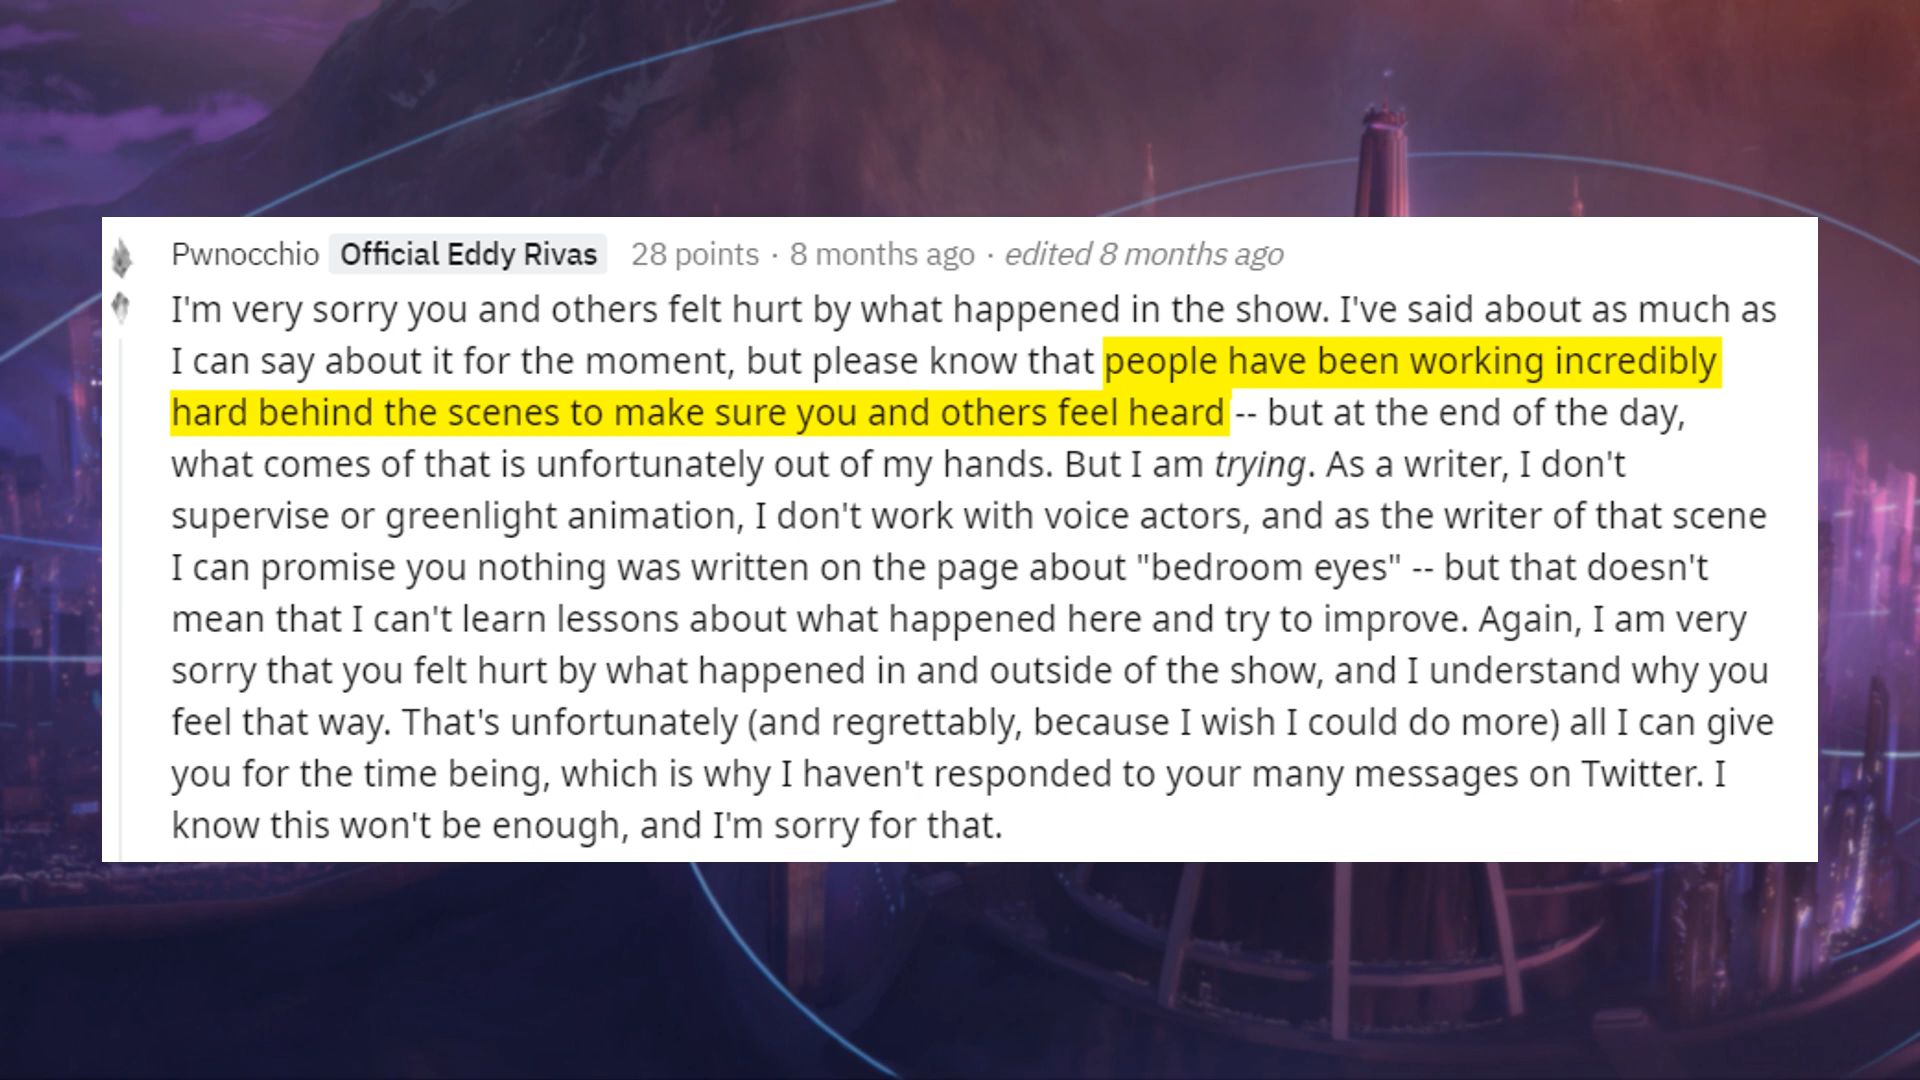 Pwnocchio Official Eddy Rivas 28 points · 8 months ago · edited 8 months ago
I'm very sorry you and others felt hurt by what happened in the show. I've said about as much as
I can say about it for the moment, but please know that people have been working incredibly
hard behind the scenes to make sure you and others feel heard -- but at the end of the day,
what comes of that is unfortunately out of my hands. But I am trying. As a writer, I don't
supervise or greenlight animation, I don't work with voice actors, and as the writer of that scene
I can promise you nothing was written on the page about "bedroom eyes" -- but that doesn't
mean that I can't learn lessons about what happened here and try to improve. Again, I am very
sorry that you felt hurt by what happened in and outside of the show, and I understand why you
feel that way. That's unfortunately (and regrettably, because I wish I could do more) all I can give
you for the time being, which is why I haven't responded to your many messages on Twitter. I
know this won't be enough, and I'm sorry for that.